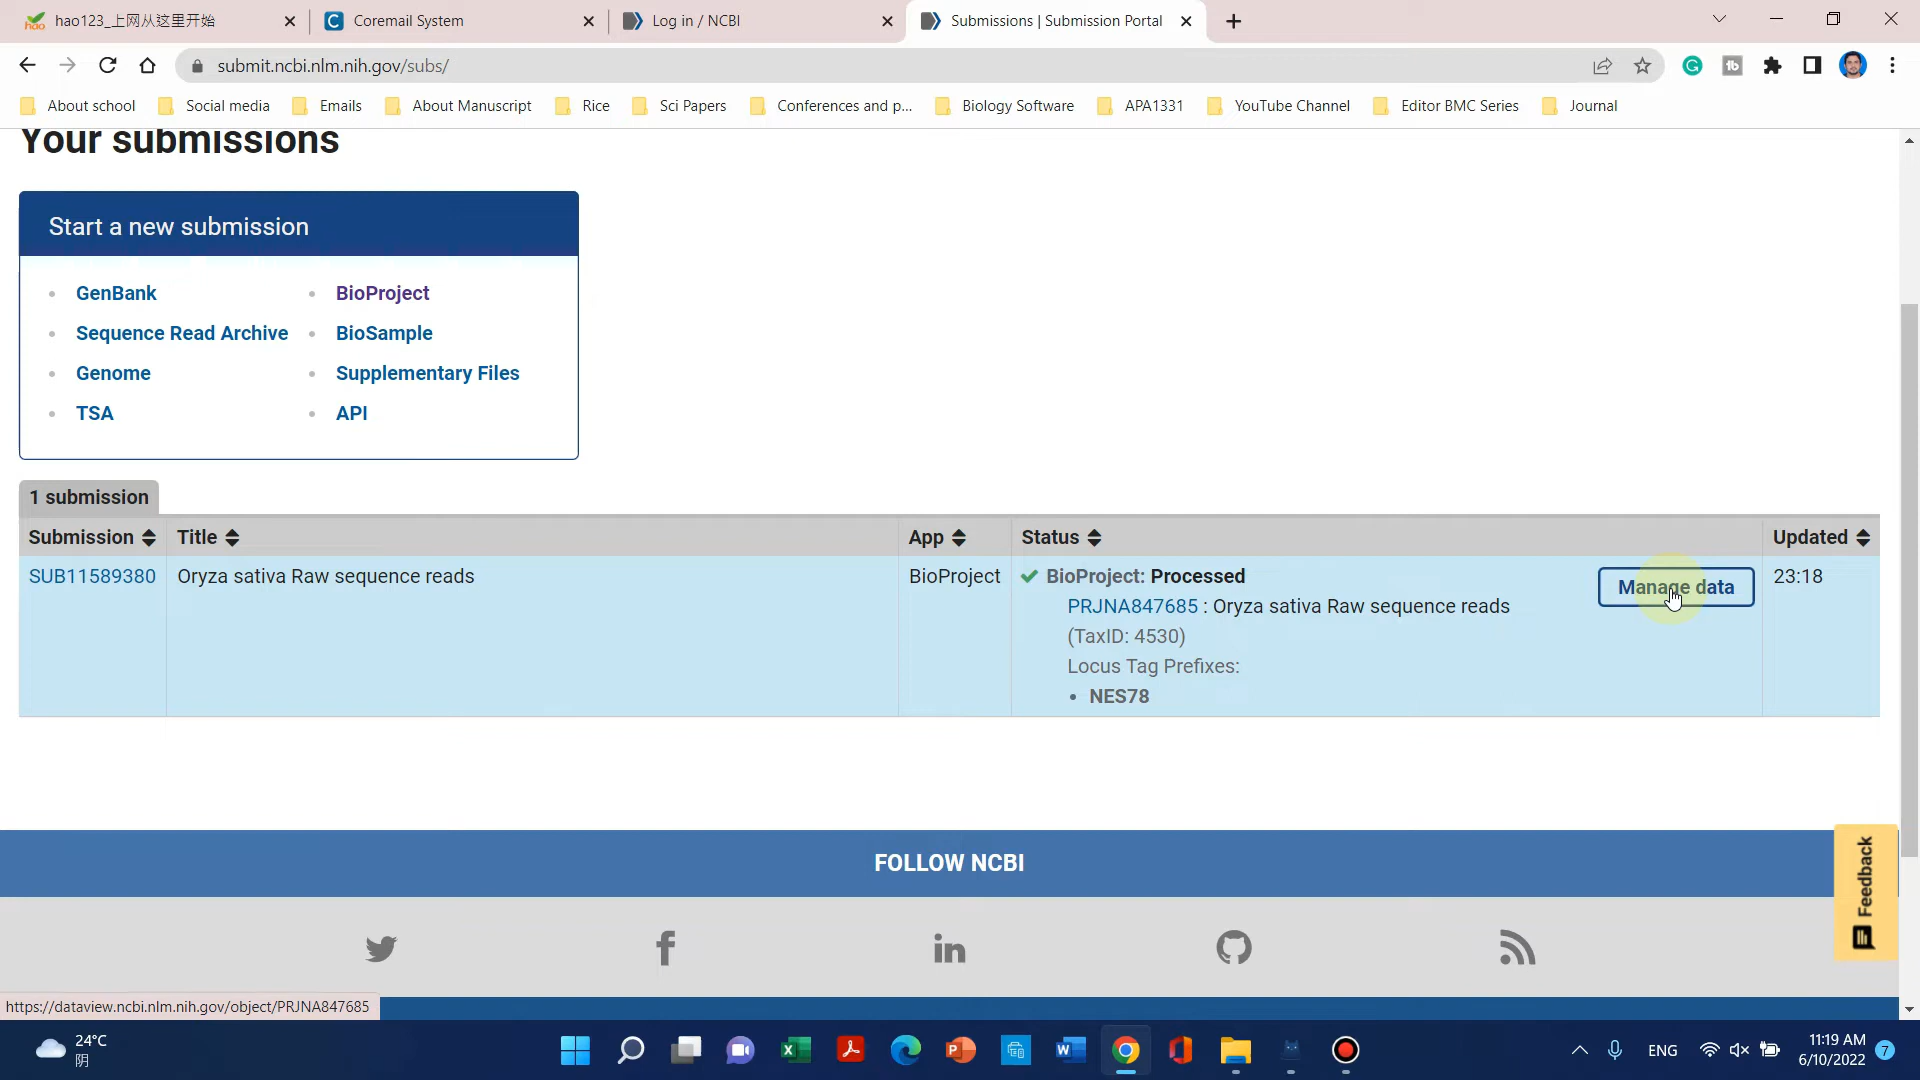 hao123_上网从这里开始
Coremail System
Log in / NCBI
Submissions | Submission Portal
submit.ncbi.nlm.nih.gov/subs/
About school
Social media
Emails
About Manuscript
Rice
Sci Papers
Conferences and p...
Biology Software
APA1331
YouTube Channel
Editor BMC Series
Journal
Your submissions
Start a new submission
GenBank
BioProject
Sequence Read Archive
BioSample
Genome
Supplementary Files
TSA
API
1 submission
Submission Title App Status Updated
SUB11589380 Oryza sativa Raw sequence reads BioProject BioProject: Processed Manage data 23:18
PRJNA847685 : Oryza sativa Raw sequence reads
(TaxID: 4530)
Locus Tag Prefixes:
NES78
FOLLOW NCBI
Feedback
https://dataview.ncbi.nlm.nih.gov/object/PRJNA847685
24°C
阴
ENG
11:19 AM
6/10/2022
7